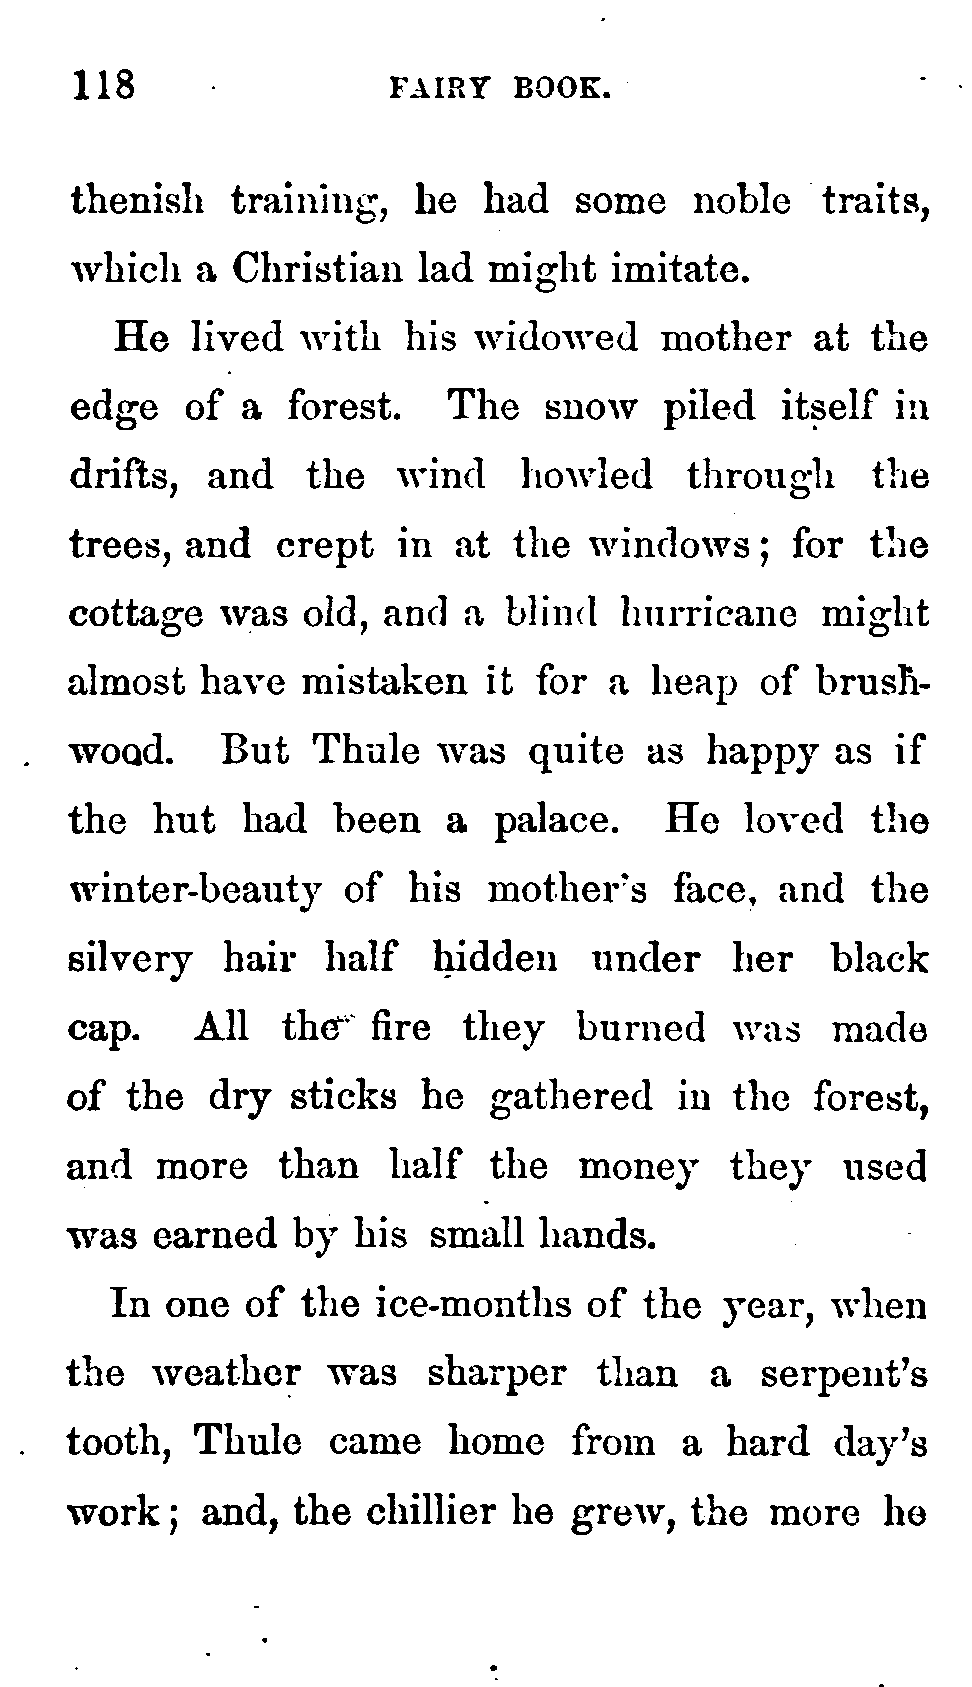 118 FAIRY BOOK.
thenish training, he had some noble traits,
which a Christian lad might imitate.
He lived with his widowed mother at the
edge of a forest. The snow piled itself in
drifts, and the wind howled through the
trees, and crept in at the windows; for the
cottage was old, and a blind hurricane might
almost have mistaken it for a heap of brush-
wood. But Thule was quite as happy as if
the hut had been a palace. He loved the
winter-beauty of his mother's face, and the
silvery hair half hidden under her black
cap. All the fire they burned was made
of the dry sticks he gathered in the forest,
and more than half the money they used
was earned by his small hands.
In one of the ice-months of the year, when
the weather was sharper than a serpent's
tooth, Thule came home from a hard day's
work; and, the chillier he grew, the more he